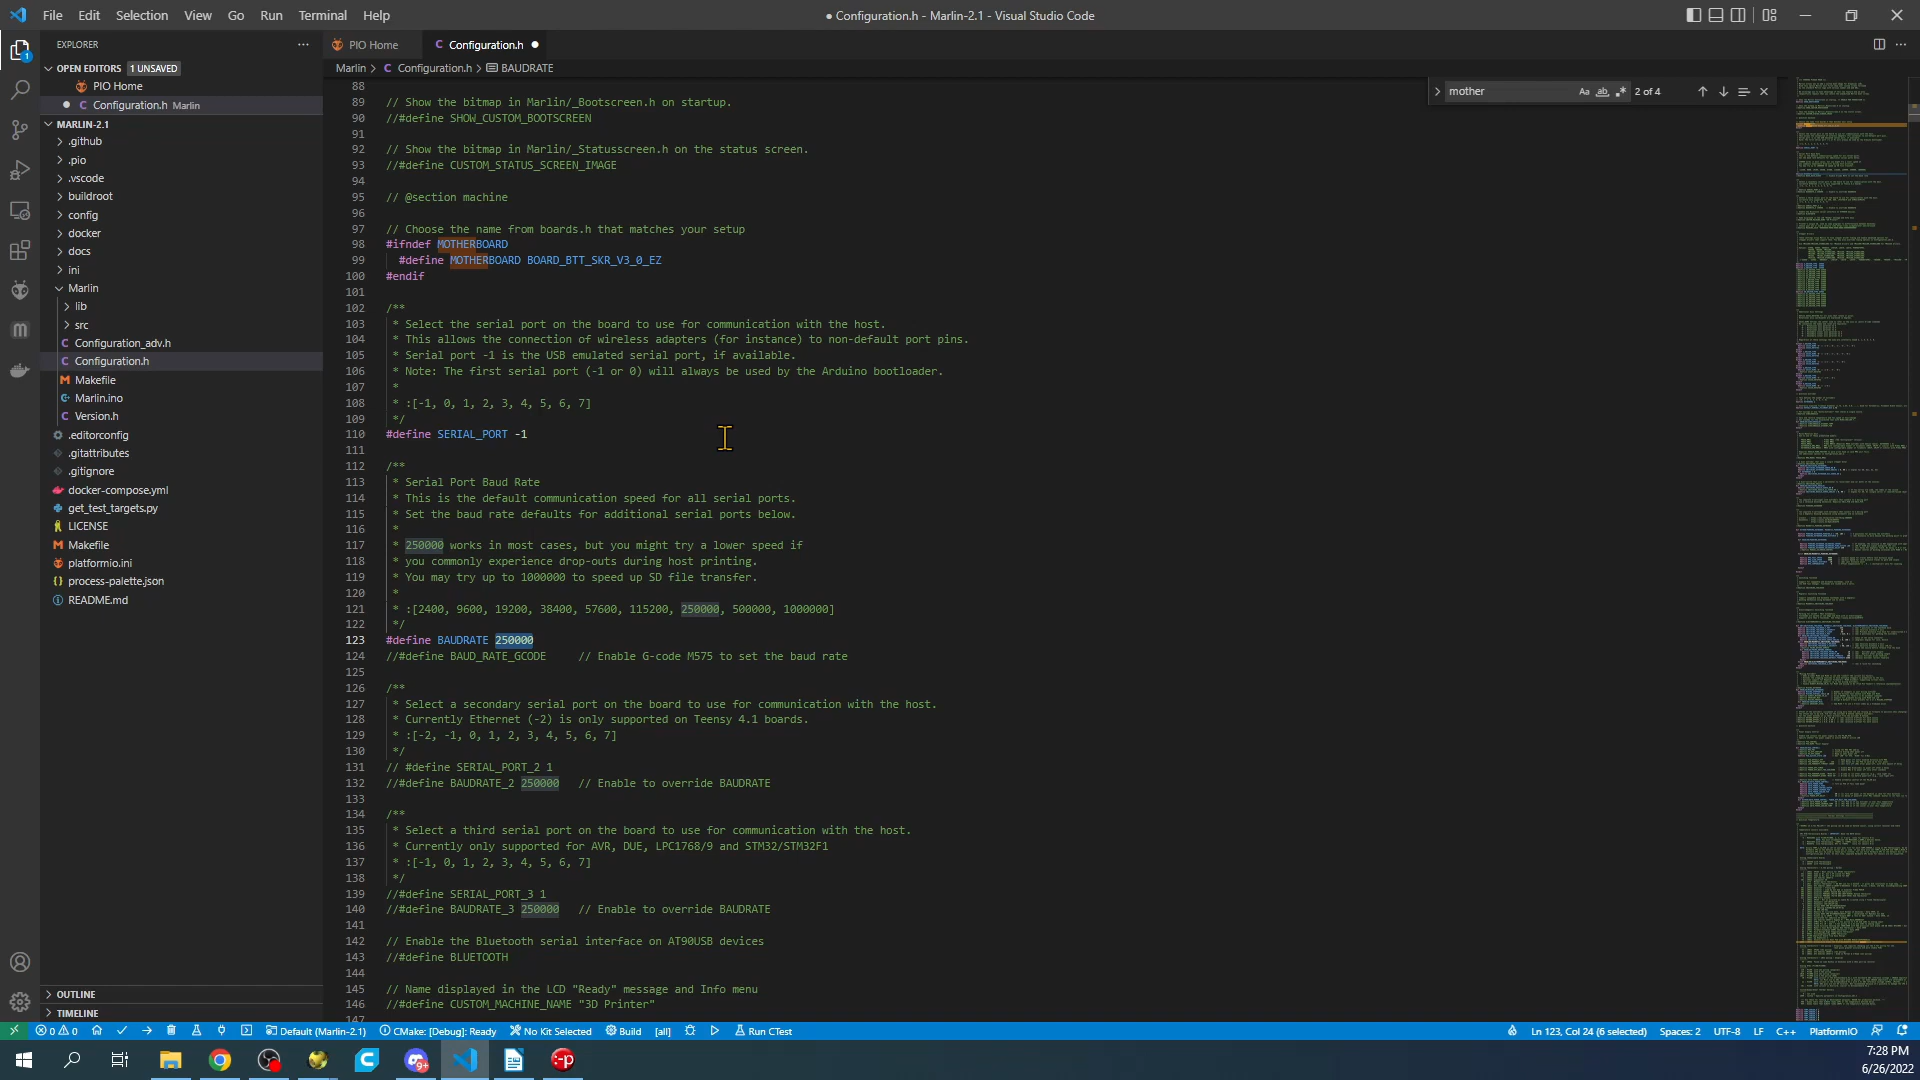 File Edit Selection View Go Run Terminal Help
● Configuration.h - Marlin-2.1 - Visual Studio Code
EXPLORER
OPEN EDITORS 1 UNSAVED
PIO Home
Configuration.h Marlin
MARLIN-2.1
.github
.pio
.vscode
buildroot
config
docker
docs
ini
Marlin
lib
src
Configuration_adv.h
Configuration.h
Makefile
Marlin.ino
Version.h
.editorconfig
.gitattributes
.gitignore
docker-compose.yml
get_test_targets.py
LICENSE
Makefile
platformio.ini
process-palette.json
README.md
OUTLINE
TIMELINE
PIO Home
Configuration.h
Marlin > Configuration.h > BAUDRATE
mother
Aa ab
2 of 4
88
89 // Show the bitmap in Marlin/_Bootscreen.h on startup.
90 //#define SHOW_CUSTOM_BOOTSCREEN
91
92 // Show the bitmap in Marlin/_Statusscreen.h on the status screen.
93 //#define CUSTOM_STATUS_SCREEN_IMAGE
94
95 // @section machine
96
97 // Choose the name from boards.h that matches your setup
98 #ifndef MOTHERBOARD
99 #define MOTHERBOARD BOARD_BTT_SKR_V3_0_EZ
100 #endif
101
102 /**
103 * Select the serial port on the board to use for communication with the host.
104 * This allows the connection of wireless adapters (for instance) to non-default port pins.
105 * Serial port -1 is the USB emulated serial port, if available.
106 * Note: The first serial port (-1 or 0) will always be used by the Arduino bootloader.
107 *
108 * :[-1, 0, 1, 2, 3, 4, 5, 6, 7]
109 */
110 #define SERIAL_PORT -1
111
112 /**
113 * Serial Port Baud Rate
114 * This is the default communication speed for all serial ports.
115 * Set the baud rate defaults for additional serial ports below.
116 *
117 * 250000 works in most cases, but you might try a lower speed if
118 * you commonly experience drop-outs during host printing.
119 * You may try up to 1000000 to speed up SD file transfer.
120 *
121 * :[2400, 9600, 19200, 38400, 57600, 115200, 250000, 500000, 1000000]
122 */
123 #define BAUDRATE 250000
124 //#define BAUD_RATE_GCODE // Enable G-code M575 to set the baud rate
125
126 /**
127 * Select a secondary serial port on the board to use for communication with the host.
128 * Currently Ethernet (-2) is only supported on Teensy 4.1 boards.
129 * :[-2, -1, 0, 1, 2, 3, 4, 5, 6, 7]
130 */
131 // #define SERIAL_PORT_2 1
132 //#define BAUDRATE_2 250000 // Enable to override BAUDRATE
133
134 /**
135 * Select a third serial port on the board to use for communication with the host.
136 * Currently only supported for AVR, DUE, LPC1768/9 and STM32/STM32F1
137 * :[-1, 0, 1, 2, 3, 4, 5, 6, 7]
138 */
139 //#define SERIAL_PORT_3 1
140 //#define BAUDRATE_3 250000 // Enable to override BAUDRATE
141
142 // Enable the Bluetooth serial interface on AT90USB devices
143 //#define BLUETOOTH
144
145 // Name displayed in the LCD "Ready" message and Info menu
146 //#define CUSTOM_MACHINE_NAME "3D Printer"
147
0 0 Default (Marlin-2.1) CMake: [Debug]: Ready No Kit Selected Build [all] Run CTest Ln 123, Col 24 (6 selected) Spaces: 2 UTF-8 LF C++ PlatformIO
7:28 PM
6/26/2022